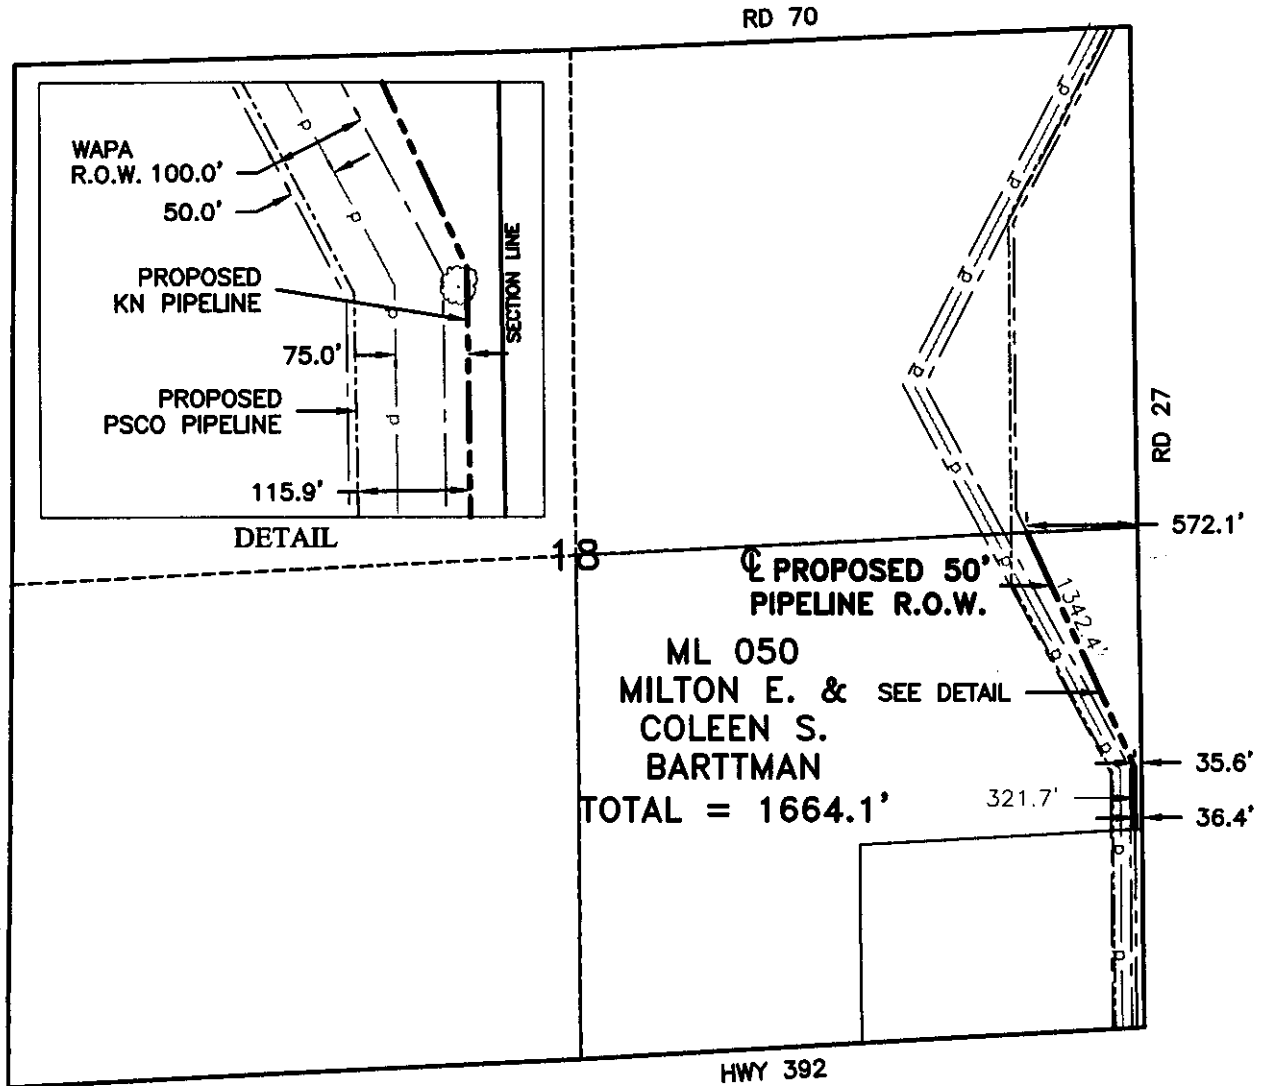 RD 70
WAPA
R.O.W. 100.0'
50.0'
PROPOSED
KN PIPELINE
SECTION LINE
75.0'
PROPOSED
PSCO PIPELINE
115.9'
DETAIL
RD 27
572.1'
18
℄ PROPOSED 50'
PIPELINE R.O.W.
1342.4'
ML 050
MILTON E. &
COLEEN S.
BARTTMAN
TOTAL = 1664.1'
SEE DETAIL
35.6'
321.7'
36.4'
HWY 392
p
p
p
p
p
p
p
p
p
p
p
p
p
p